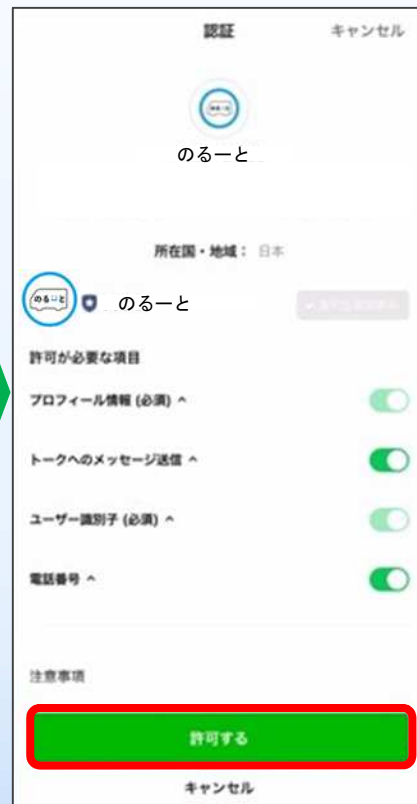 認証
キャンセル
のるーと
所在国・地域： 日本
のるーと
のるーと
許可が必要な項目
プロフィール情報 (必須) ^
トークへのメッセージ送信 ^
ユーザー識別子 (必須) ^
電話番号 ^
注意事項
許可する
キャンセル